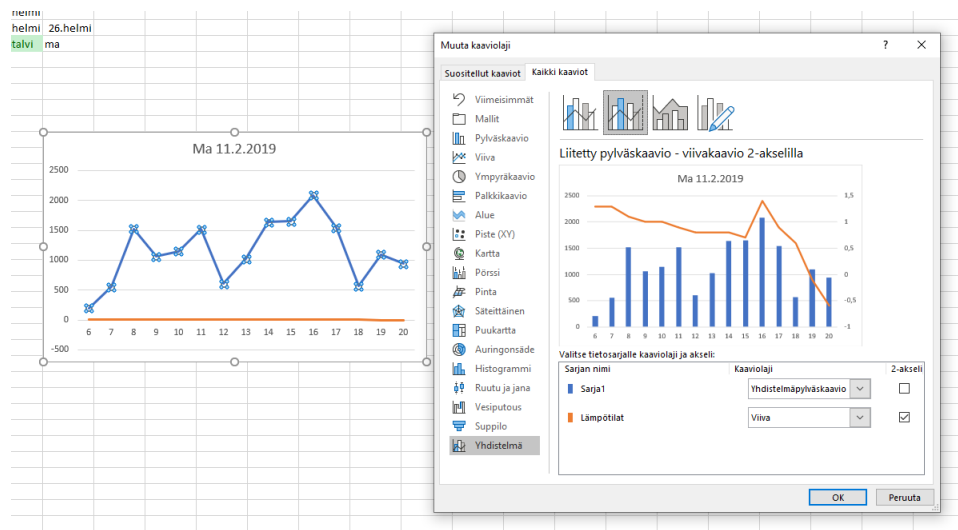 helmi
helmi 26.helmi
talvi ma
Ma 11.2.2019
2500
2000
1500
1000
500
0
-500
6 7 8 9 10 11 12 13 14 15 16 17 18 19 20
Muuta kaaviolaji ? ×
Suositellut kaaviot Kaikki kaaviot
Viimeisimmät
Mallit
Pylväskaavio
Viiva
Ympyräkaavio
Palkkikaavio
Alue
Piste (XY)
Kartta
Pörssi
Pinta
Säteittäinen
Puukartta
Auringonsäde
Histogrammi
Ruutu ja jana
Vesiputous
Suppilo
Yhdistelmä
Liitetty pylväskaavio - viivakaavio 2-akselilla
Ma 11.2.2019
2500 1,5
2000 1
1500 0,5
1000 0
500 -0,5
0 -1
6 7 8 9 10 11 12 13 14 15 16 17 18 19 20
Valitse tietosarjalle kaaviolaji ja akseli:
Sarjan nimi Kaaviolaji 2-akseli
Sarja1 Yhdistelmäpylväskaavio
Lämpötilat Viiva
OK Peruuta